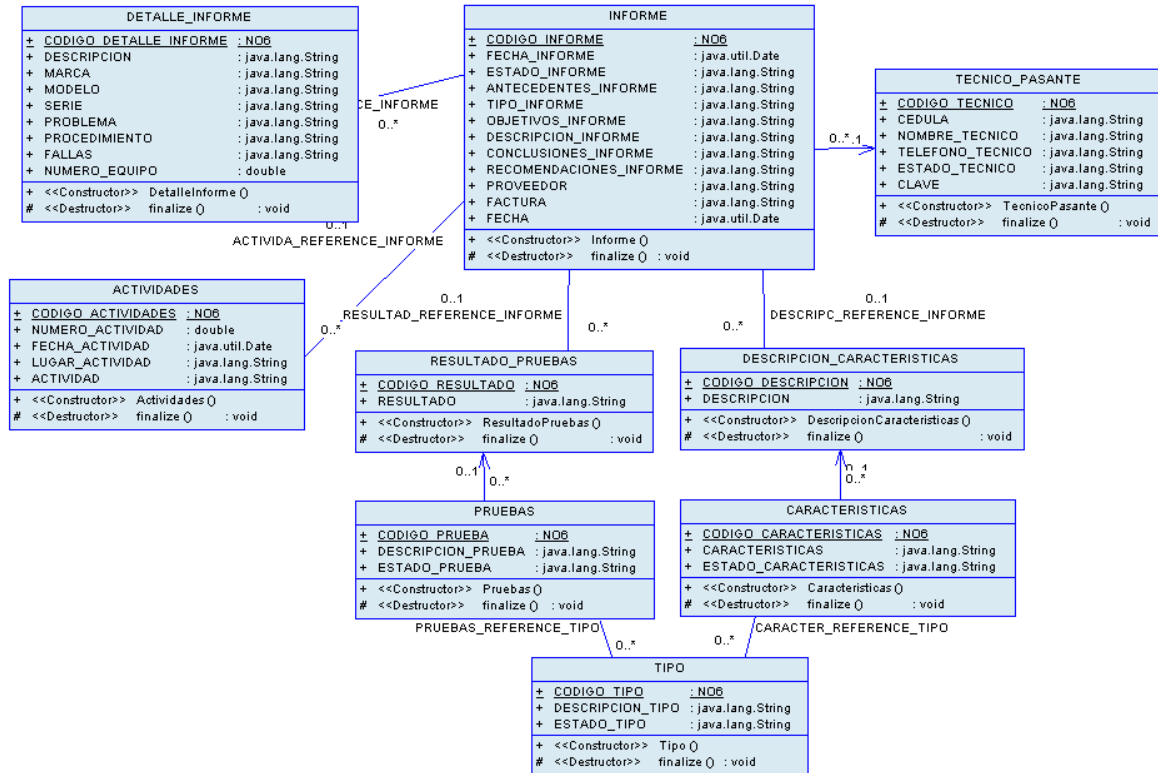 DETALLE_INFORME
+ CODIGO_DETALLE_INFORME : NO6
+ DESCRIPCION : java.lang.String
+ MARCA : java.lang.String
+ MODELO : java.lang.String
+ SERIE : java.lang.String
+ PROBLEMA : java.lang.String
+ PROCEDIMIENTO : java.lang.String
+ FALLAS : java.lang.String
+ NUMERO_EQUIPO : double
+ <<Constructor>> DetalleInforme ()
# <<Destructor>> finalize () : void
CE_INFORME
0..*
INFORME
+ CODIGO_INFORME : NO6
+ FECHA_INFORME : java.util.Date
+ ESTADO_INFORME : java.lang.String
+ ANTECEDENTES_INFORME : java.lang.String
+ TIPO_INFORME : java.lang.String
+ OBJETIVOS_INFORME : java.lang.String
+ DESCRIPCION_INFORME : java.lang.String
+ CONCLUSIONES_INFORME : java.lang.String
+ RECOMENDACIONES_INFORME : java.lang.String
+ PROVEEDOR : java.lang.String
+ FACTURA : java.lang.String
+ FECHA : java.util.Date
+ <<Constructor>> Informe ()
# <<Destructor>> finalize () : void
0..*.1
TECNICO_PASANTE
+ CODIGO_TECNICO : NO6
+ CEDULA : java.lang.String
+ NOMBRE_TECNICO : java.lang.String
+ TELEFONO_TECNICO : java.lang.String
+ ESTADO_TECNICO : java.lang.String
+ CLAVE : java.lang.String
+ <<Constructor>> TecnicoPasante ()
# <<Destructor>> finalize () : void
0..1
ACTIVIDA_REFERENCE_INFORME
ACTIVIDADES
+ CODIGO_ACTIVIDADES : NO6
+ NUMERO_ACTIVIDAD : double
+ FECHA_ACTIVIDAD : java.util.Date
+ LUGAR_ACTIVIDAD : java.lang.String
+ ACTIVIDAD : java.lang.String
+ <<Constructor>> Actividades ()
# <<Destructor>> finalize () : void
0..*
0..1
RESULTAD_REFERENCE_INFORME
0..*
0..1
DESCRIPC_REFERENCE_INFORME
0..*
RESULTADO_PRUEBAS
+ CODIGO_RESULTADO : NO6
+ RESULTADO : java.lang.String
+ <<Constructor>> ResultadoPruebas ()
# <<Destructor>> finalize () : void
DESCRIPCION_CARACTERISTICAS
+ CODIGO_DESCRIPCION : NO6
+ DESCRIPCION : java.lang.String
+ <<Constructor>> DescripcionCaracteristicas ()
# <<Destructor>> finalize () : void
0..1
0..*
0..1
0..*
PRUEBAS
+ CODIGO_PRUEBA : NO6
+ DESCRIPCION_PRUEBA : java.lang.String
+ ESTADO_PRUEBA : java.lang.String
+ <<Constructor>> Pruebas ()
# <<Destructor>> finalize () : void
CARACTERISTICAS
+ CODIGO_CARACTERISTICAS : NO6
+ CARACTERISTICAS : java.lang.String
+ ESTADO_CARACTERISTICAS : java.lang.String
+ <<Constructor>> Caracteristicas ()
# <<Destructor>> finalize () : void
PRUEBAS_REFERENCE_TIPO
0..*
CARACTER_REFERENCE_TIPO
0..*
TIPO
+ CODIGO_TIPO : NO6
+ DESCRIPCION_TIPO : java.lang.String
+ ESTADO_TIPO : java.lang.String
+ <<Constructor>> Tipo ()
# <<Destructor>> finalize () : void